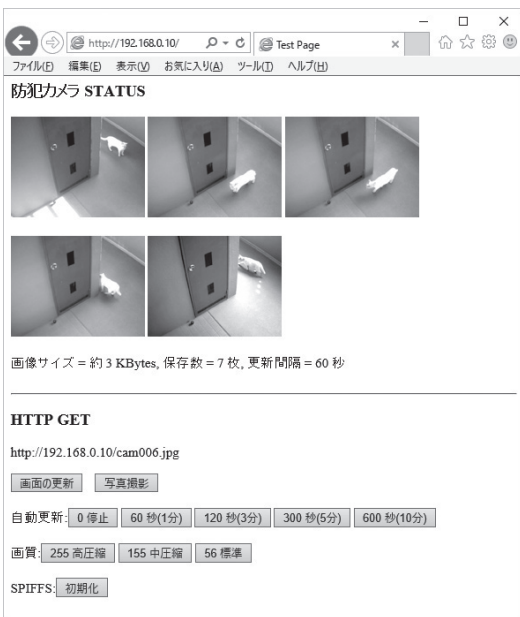 http://192.168.0.10/
Test Page
ファイル(F) 編集(E) 表示(V) お気に入り(A) ツール(T) ヘルプ(H)
防犯カメラ STATUS
画像サイズ = 約 3 KBytes, 保存数 = 7 枚, 更新間隔 = 60 秒
HTTP GET
http://192.168.0.10/cam006.jpg
画面の更新 写真撮影
自動更新: 0 停止 60 秒(1分) 120 秒(3分) 300 秒(5分) 600 秒(10分)
画質: 255 高圧縮 155 中圧縮 56 標準
SPIFFS: 初期化